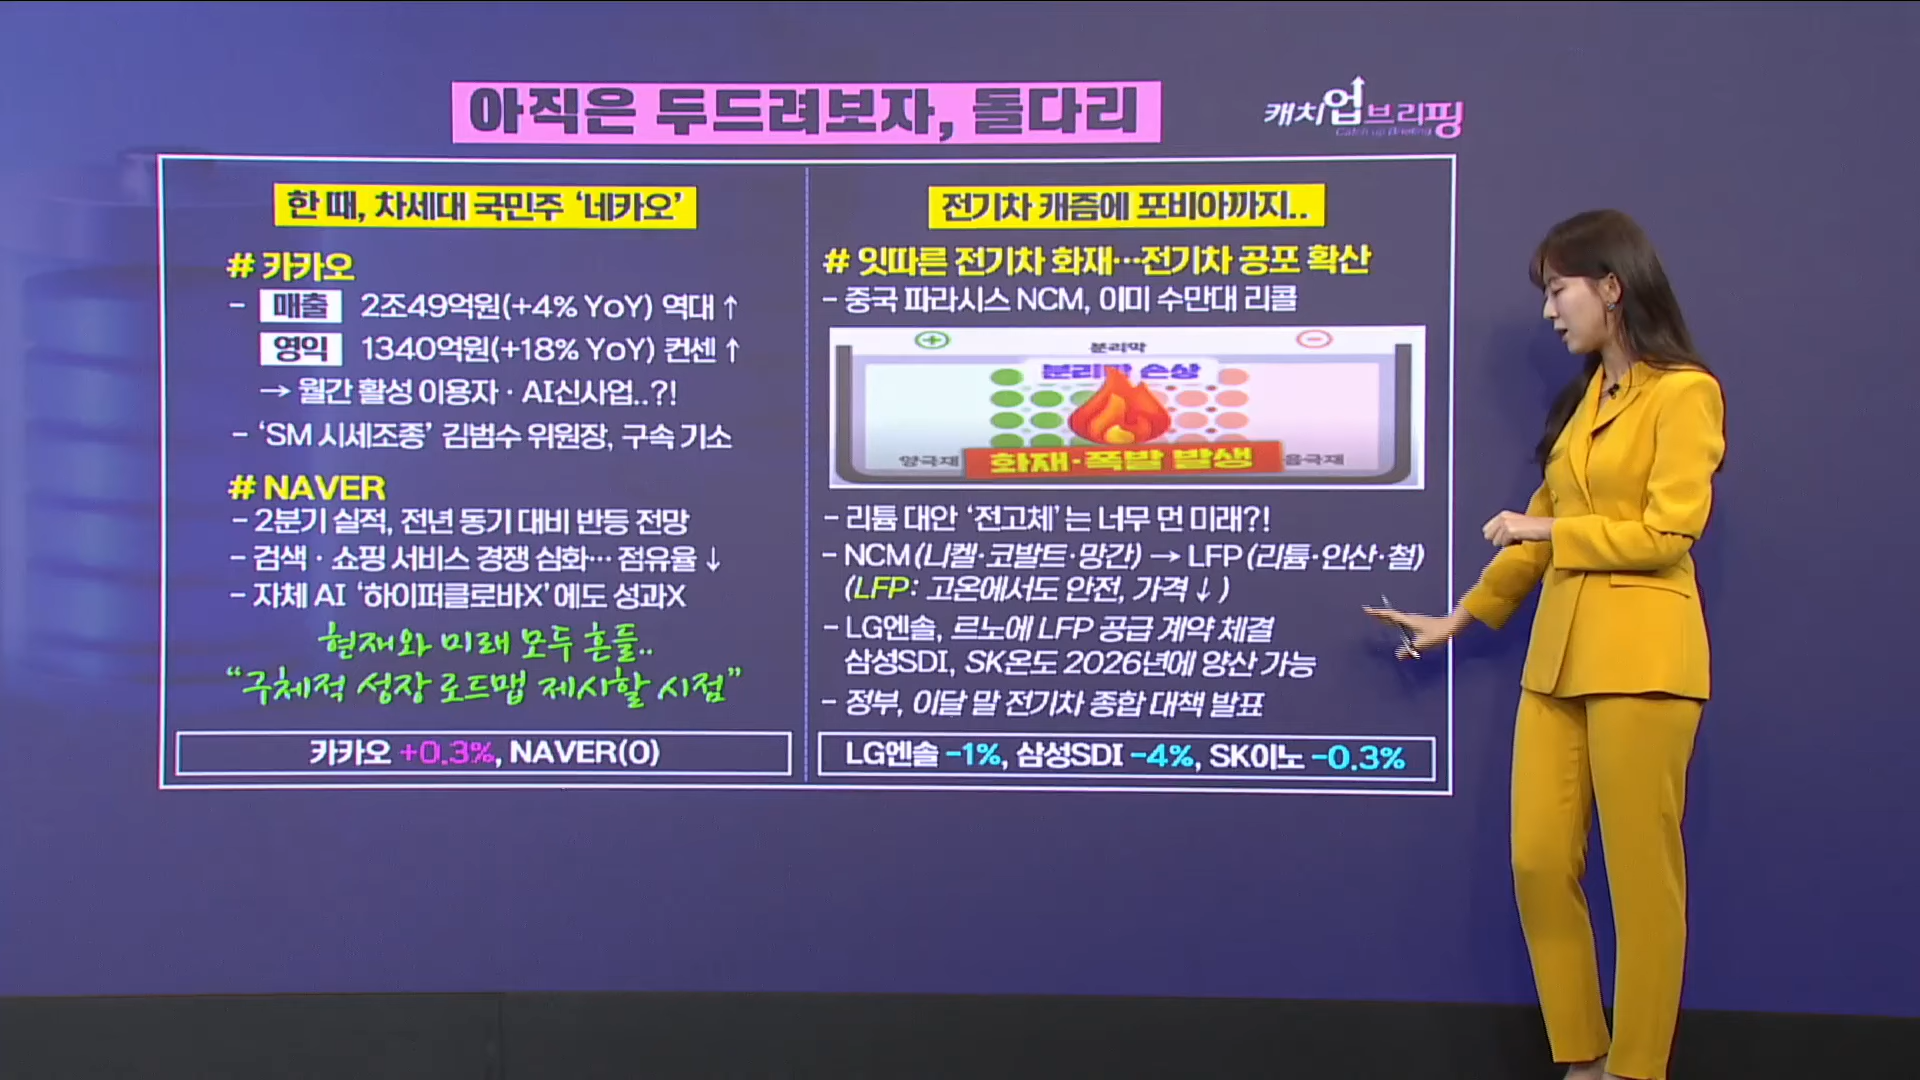 아직은 두드려보자, 돌다리
캐치업브리핑
Catch up Briefing
한 때, 차세대 국민주 ‘네카오’
# 카카오
- 매출 2조49억원(+4% YoY) 역대 ↑
영익 1340억원(+18% YoY) 컨센 ↑
→ 월간 활성 이용자 · AI신사업..?!
- ‘SM 시세조종’ 김범수 위원장, 구속 기소
# NAVER
- 2분기 실적, 전년 동기 대비 반등 전망
- 검색 · 쇼핑 서비스 경쟁 심화… 점유율 ↓
- 자체 AI ‘하이퍼클로바X’에도 성과X
현재와 미래 모두 흔들..
“구체적 성장 로드맵 제시할 시점”
카카오 +0.3%, NAVER(0)
전기차 캐즘에 포비아까지..
# 잇따른 전기차 화재…전기차 공포 확산
- 중국 파라시스 NCM, 이미 수만대 리콜
분리막
분리막 손상
양극재
화재·폭발 발생
음극재
- 리튬 대안 ‘전고체’는 너무 먼 미래?!
- NCM(니켈·코발트·망간) → LFP(리튬·인산·철)
(LFP: 고온에서도 안전, 가격↓)
- LG엔솔, 르노에 LFP 공급 계약 체결
삼성SDI, SK온도 2026년에 양산 가능
- 정부, 이달 말 전기차 종합 대책 발표
LG엔솔 -1%, 삼성SDI -4%, SK이노 -0.3%